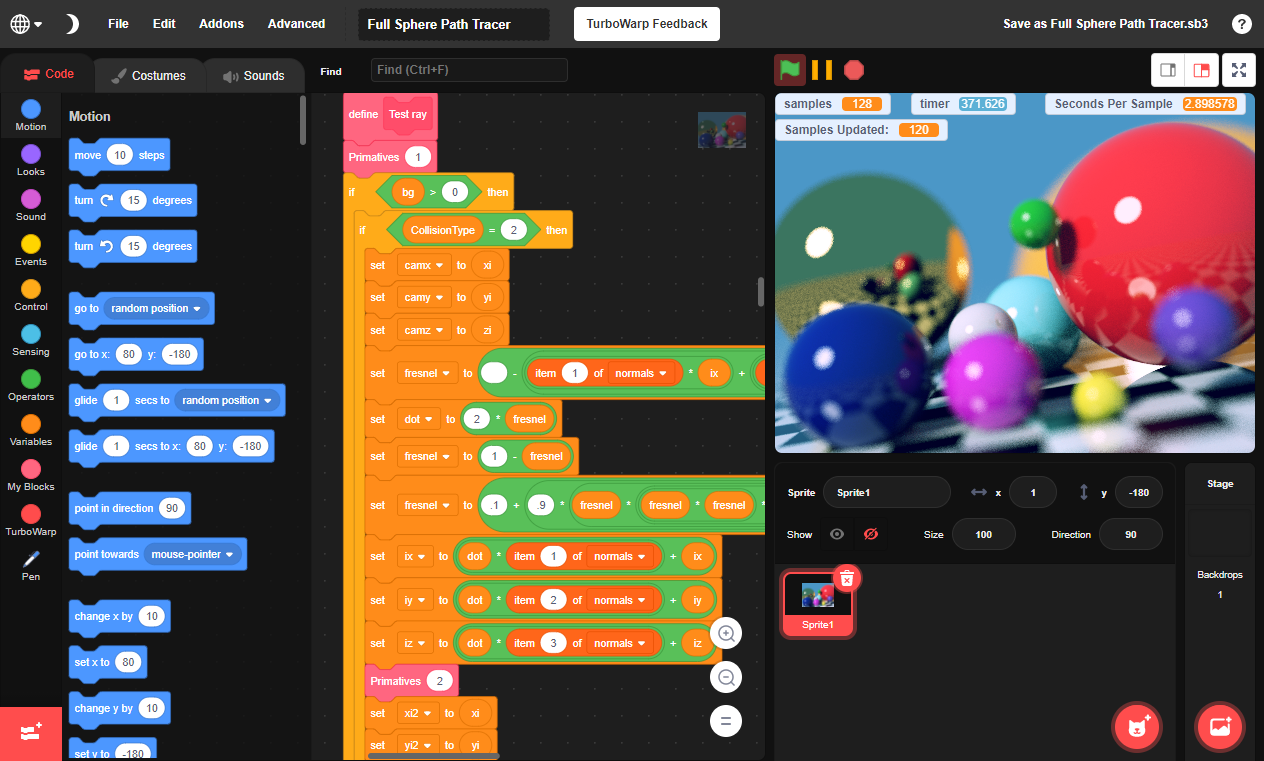 File Edit Addons Advanced Full Sphere Path Tracer TurboWarp Feedback Save as Full Sphere Path Tracer.sb3 ?
Code Costumes Sounds Find Find (Ctrl+F)
Motion
Looks
Sound
Events
Control
Sensing
Operators
Variables
My Blocks
TurboWarp
Pen
Motion
move 10 steps
turn 15 degrees
turn 15 degrees
go to random position
go to x: 80 y: -180
glide 1 secs to random position
glide 1 secs to x: 80 y: -180
point in direction 90
point towards mouse-pointer
change x by 10
set x to 80
change y by 10
set y to -180
define Test ray
Primatives 1
if bg > 0 then
if CollisionType = 2 then
set camx to xi
set camy to yi
set camz to zi
set fresnel to - item 1 of normals * ix +
set dot to 2 * fresnel
set fresnel to 1 - fresnel
set fresnel to .1 + .9 * fresnel * fresnel * fresnel *
set ix to dot * item 1 of normals + ix
set iy to dot * item 2 of normals + iy
set iz to dot * item 3 of normals + iz
Primatives 2
set xi2 to xi
set yi2 to yi
samples 128 timer 371.626 Seconds Per Sample 2.898578
Samples Updated: 120
Sprite Sprite1 x 1 y -180
Show Size 100 Direction 90
Sprite1
Stage
Backdrops
1